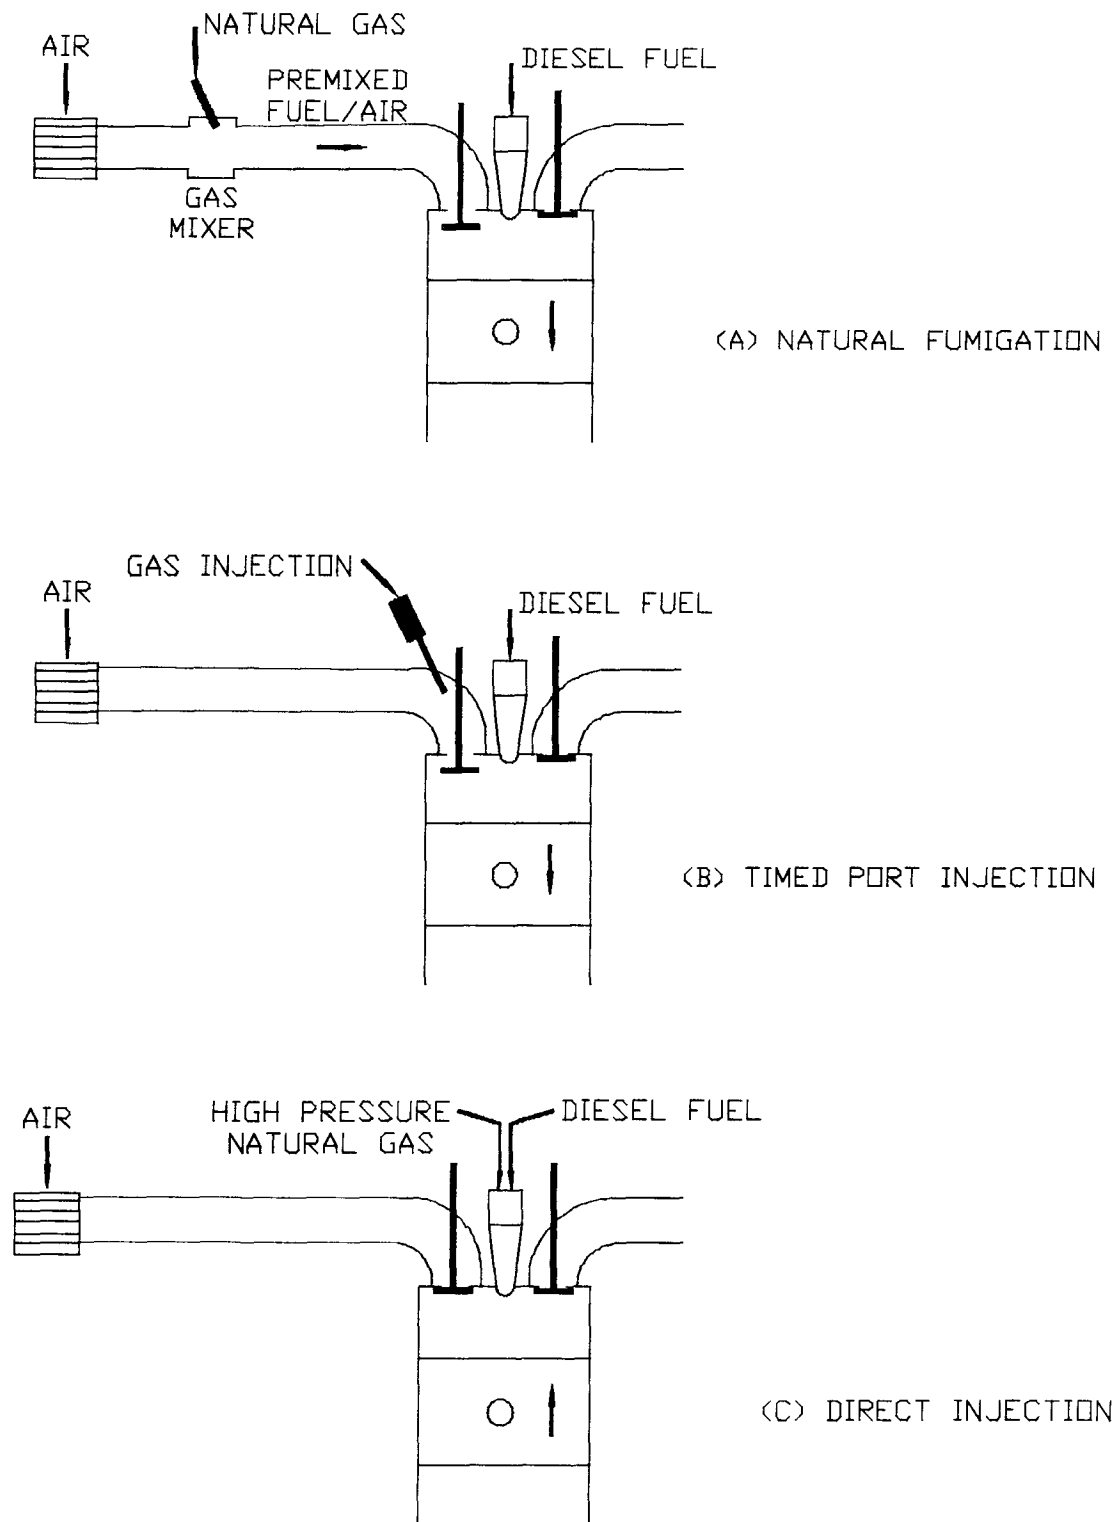 NATURAL GAS
AIR
DIESEL FUEL
PREMIXED
FUEL/AIR
GAS
MIXER
(A) NATURAL FUMIGATION
GAS INJECTION
AIR
DIESEL FUEL
(B) TIMED PORT INJECTION
AIR
HIGH PRESSURE
NATURAL GAS
DIESEL FUEL
(C) DIRECT INJECTION